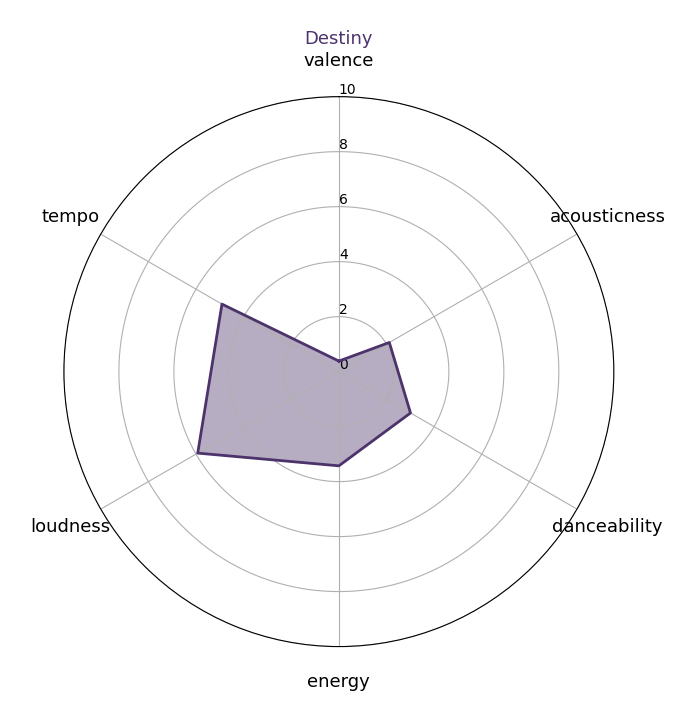 Destiny
valence
10
8
6
4
2
0
tempo
acousticness
loudness
danceability
energy